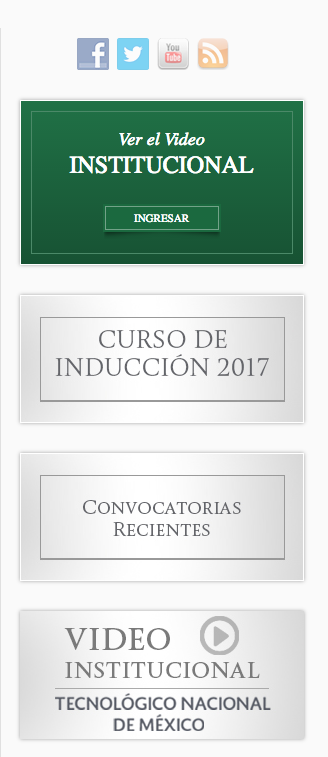 f
You
Tube
Ver el Video
INSTITUCIONAL
INGRESAR
CURSO DE
INDUCCIÓN 2017
CONVOCATORIAS
RECIENTES
VIDEO
INSTITUCIONAL
TECNOLÓGICO NACIONAL
DE MÉXICO